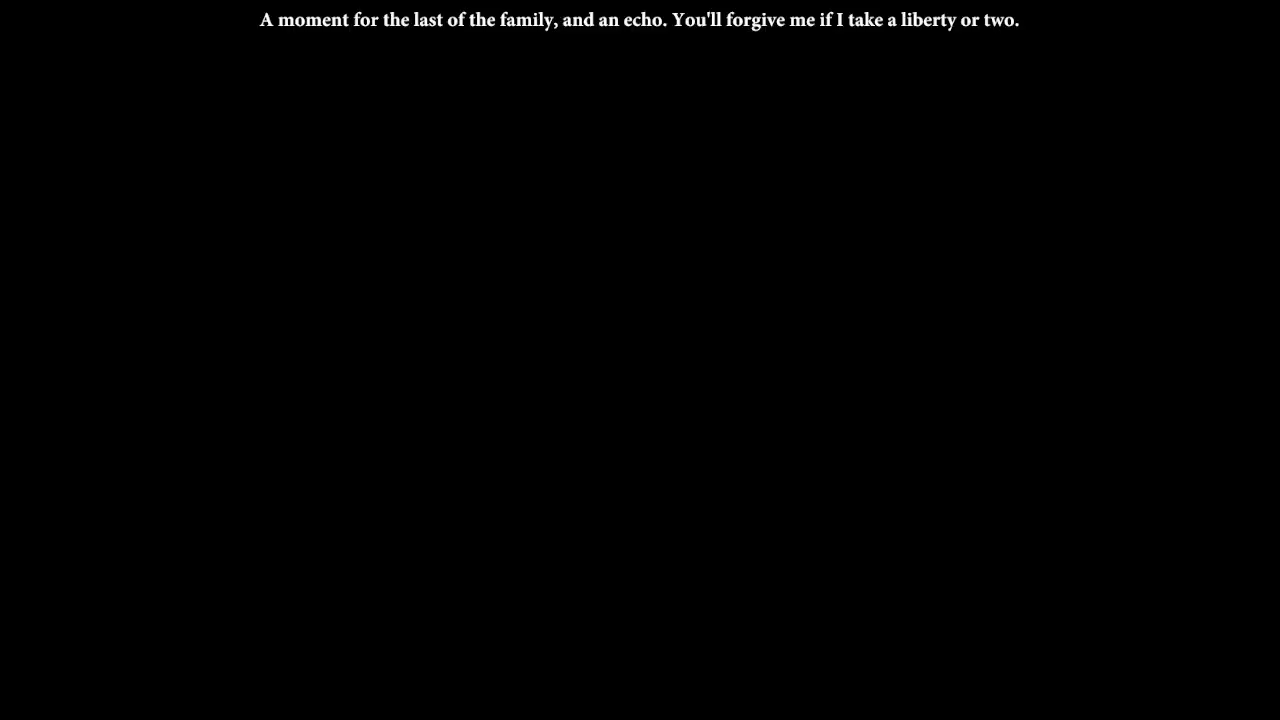 A moment for the last of the family, and an echo. You'll forgive me if I take a liberty or two.